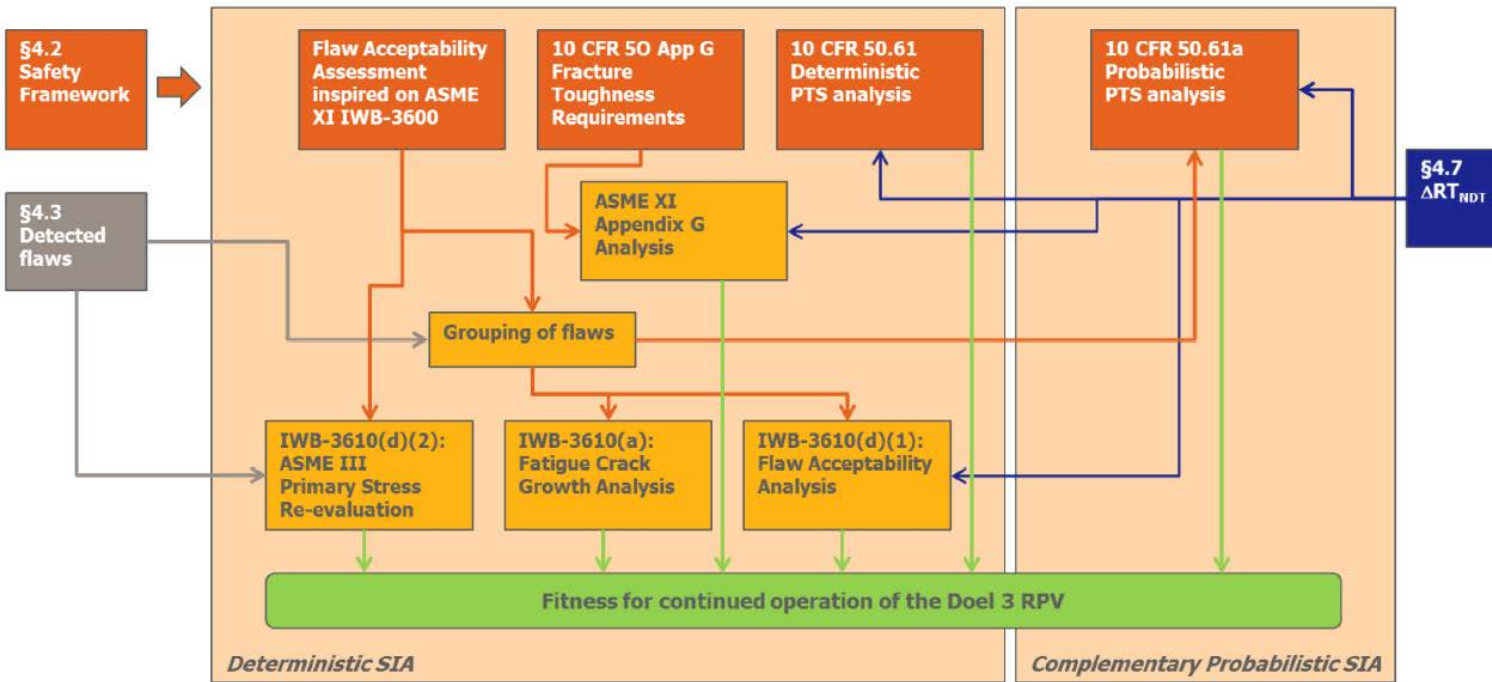 §4.2
Safety
Framework
Flaw Acceptability
Assessment
inspired on ASME
XI IWB-3600
10 CFR 5O App G
Fracture
Toughness
Requirements
10 CFR 50.61
Deterministic
PTS analysis
10 CFR 50.61a
Probabilistic
PTS analysis
§4.7
ΔRTNDT
§4.3
Detected
flaws
ASME XI
Appendix G
Analysis
Grouping of flaws
IWB-3610(d)(2):
ASME III
Primary Stress
Re-evaluation
IWB-3610(a):
Fatigue Crack
Growth Analysis
IWB-3610(d)(1):
Flaw Acceptability
Analysis
Fitness for continued operation of the Doel 3 RPV
Deterministic SIA
Complementary Probabilistic SIA